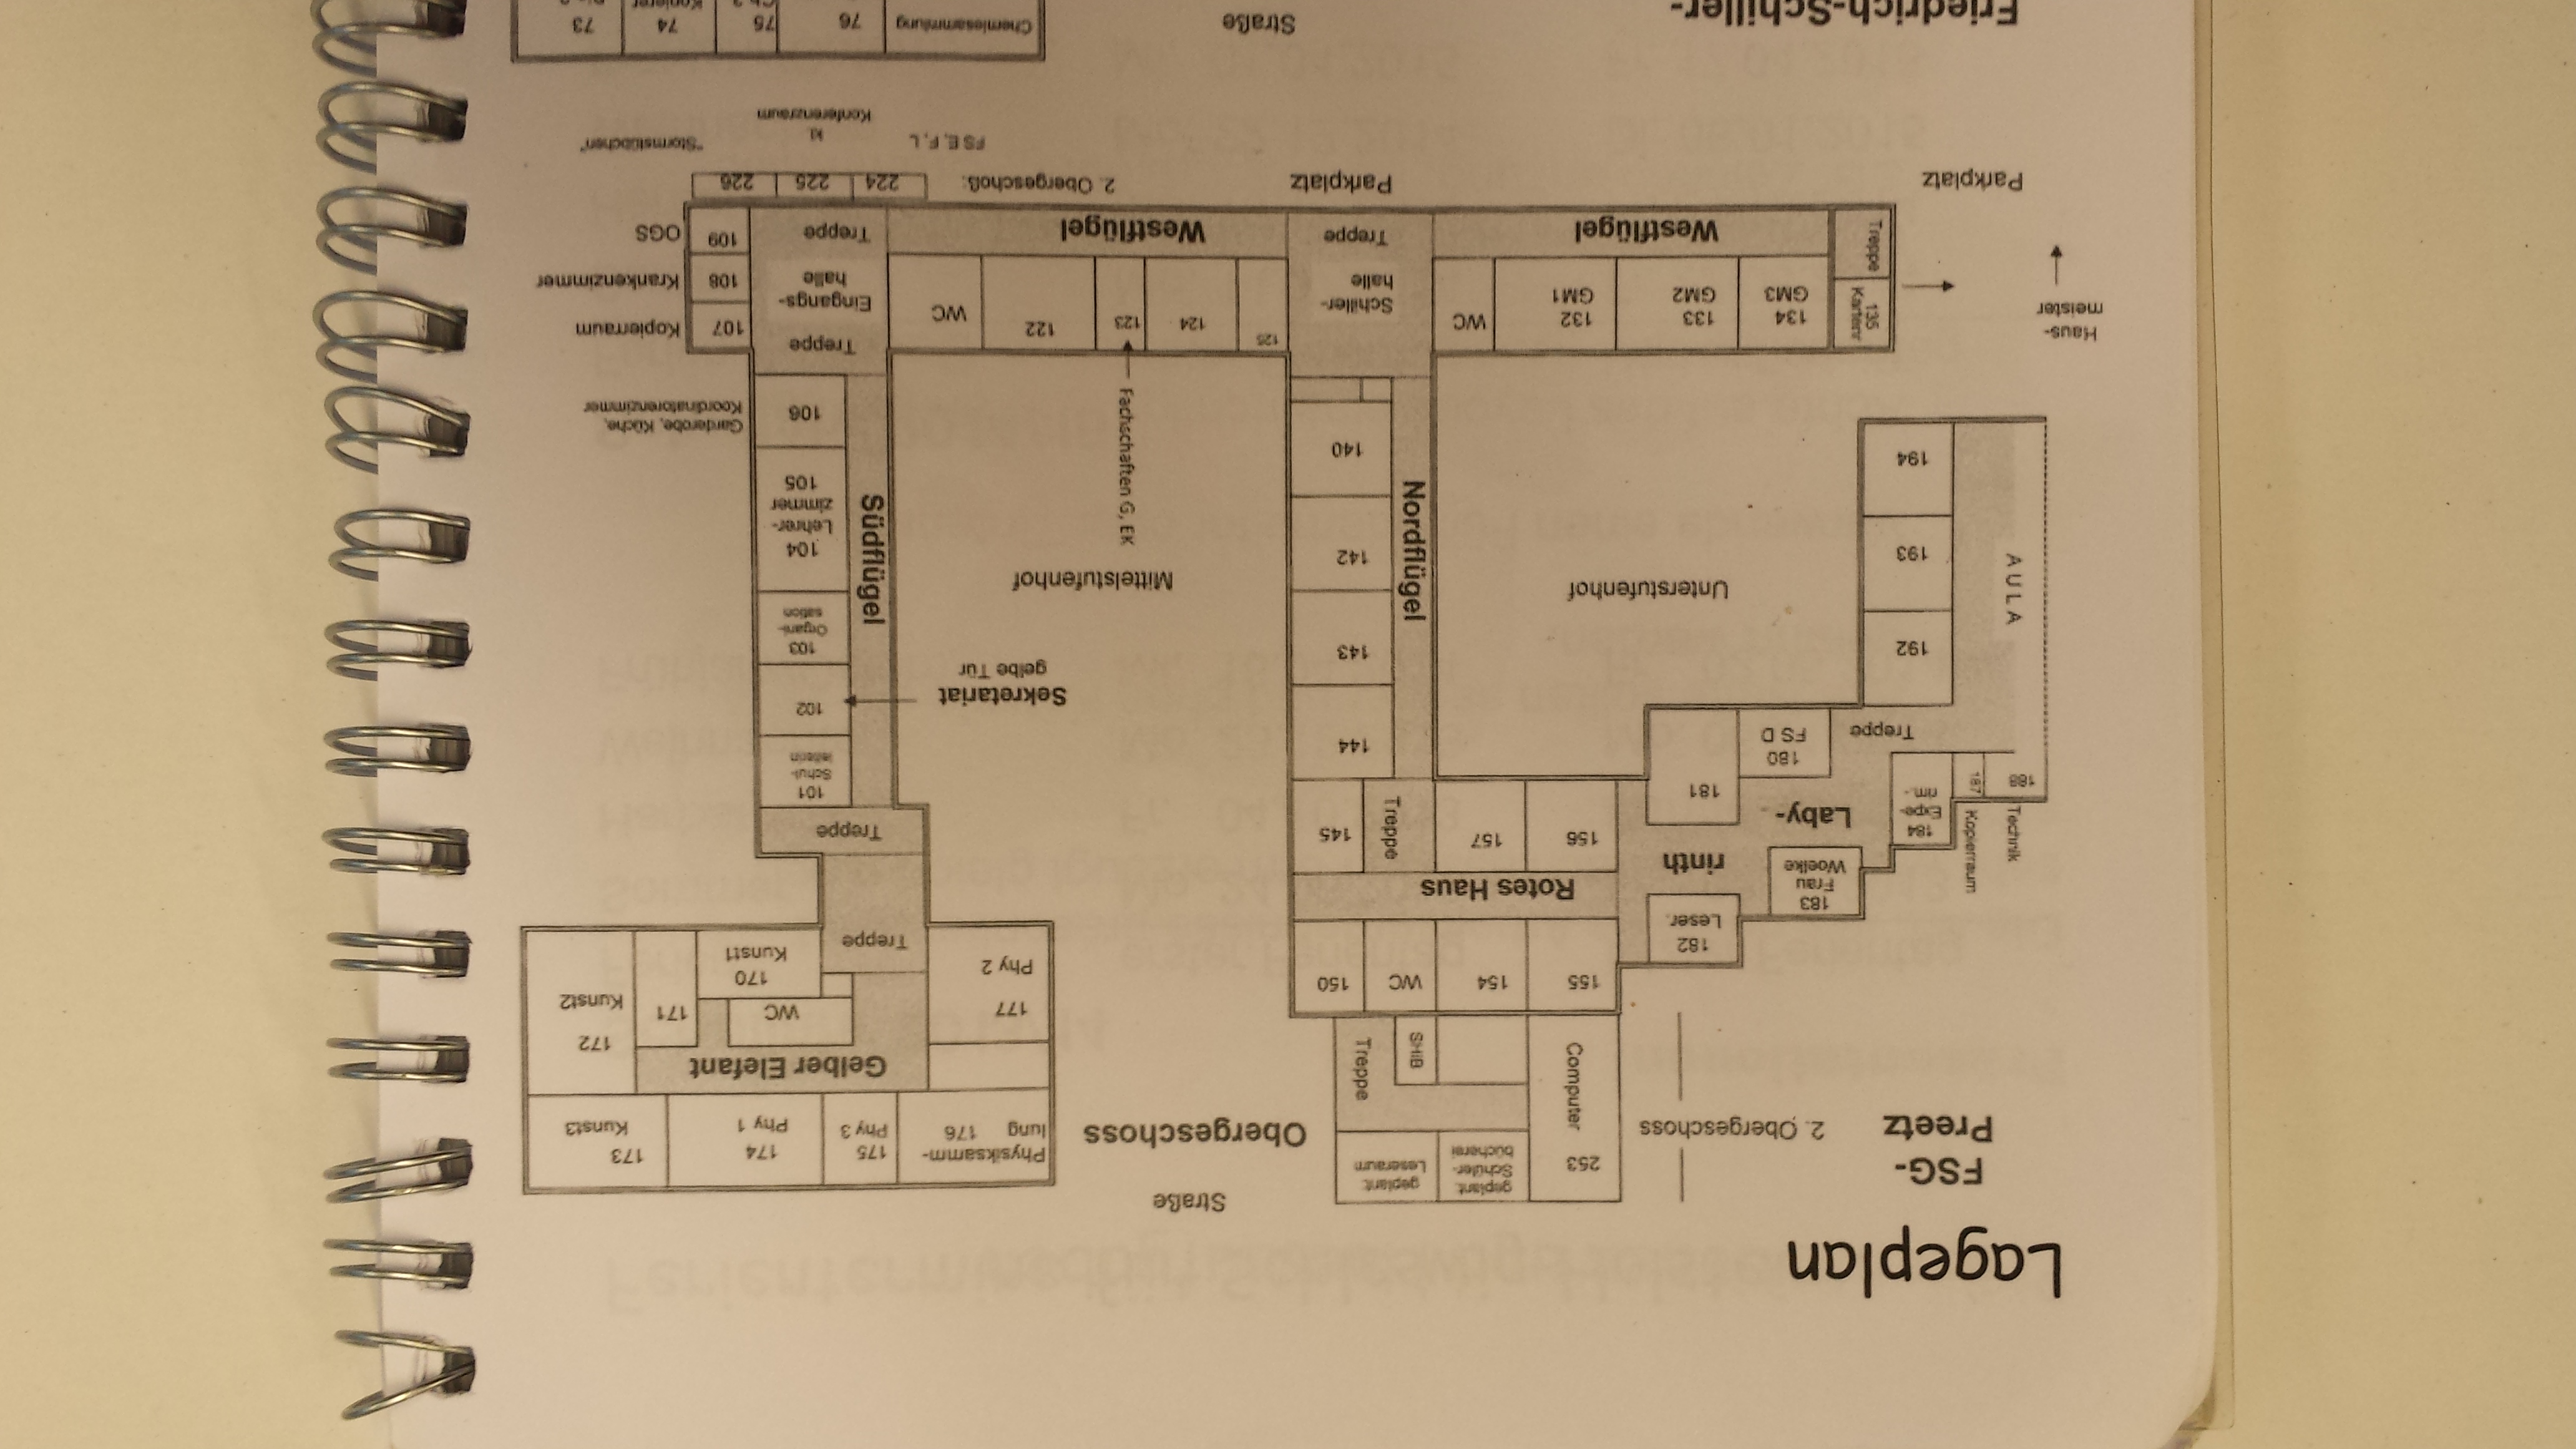 Lageplan
FSG-
Preetz
2. Obergeschoss
Straße
Obergeschoss
253
Computer
geplant.
Schüler-
bücherei
geplant
Leseraum
Treppe
155
154
WC
150
Rotes Haus
156
157
Treppe
145
144
143
142
140
Nordflügel
182
Leser.
rinth
181
183
Frau
Woelke
Laby-
180
FS D
Treppe
184
Expe-
rim.-
187
Kopierraum
188
Technik
AULA
192
193
194
Unterstufenhof
Physiksamm-
lung 176
175
Phy 3
174
Phy 1
173
Kunst3
Gelber Elefant
177
Phy 2
WC
171
172
Kunst2
170
Kunst1
Treppe
Treppe
101
Schul-
leiterin
102
103
Organi-
sation
104
Lehrer-
zimmer
105
106
Südflügel
Sekretariat
gelbe Tür
Mittelstufenhof
Fachschaften G, EK
Garderobe, Küche,
Koordinatorenzimmer
107
Kopierraum
108
Krankenzimmer
109
OGS
Treppe
Eingangs-
halle
Treppe
135
Kartenr
Treppe
134
GM3
133
GM2
132
GM1
WC
Westflügel
Schiller-
halle
Treppe
125
124
123
122
WC
Westflügel
Haus-
meister
Parkplatz
Parkplatz
2. Obergeschoß:
224
225
226
FS E, F, L
kl.
Konferenzraum
"Stormstübchen"
Friedrich-Schiller-
Straße
Chemiesammlung
76
75
74
73